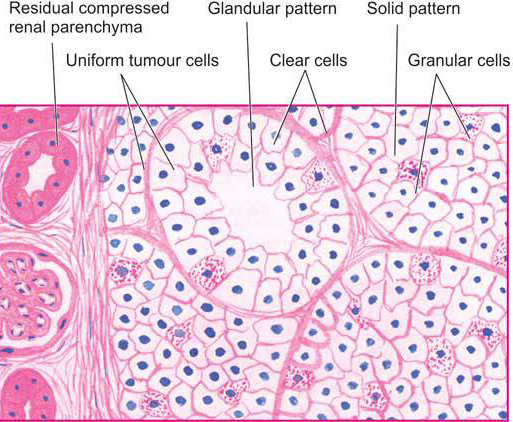 Residual compressed
renal parenchyma
Glandular pattern
Solid pattern
Uniform tumour cells
Clear cells
Granular cells